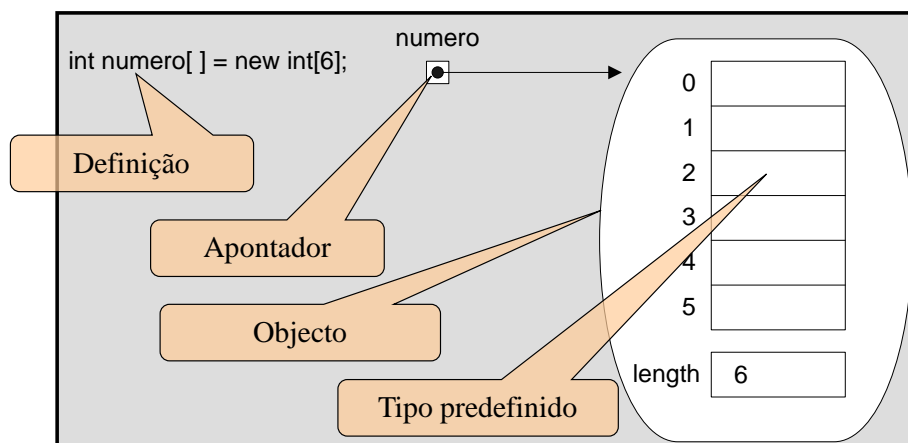 numero
int numero[ ] = new int[6];
0
1
Definição
2
3
Apontador
4
5
Objecto
length 6
Tipo predefinido